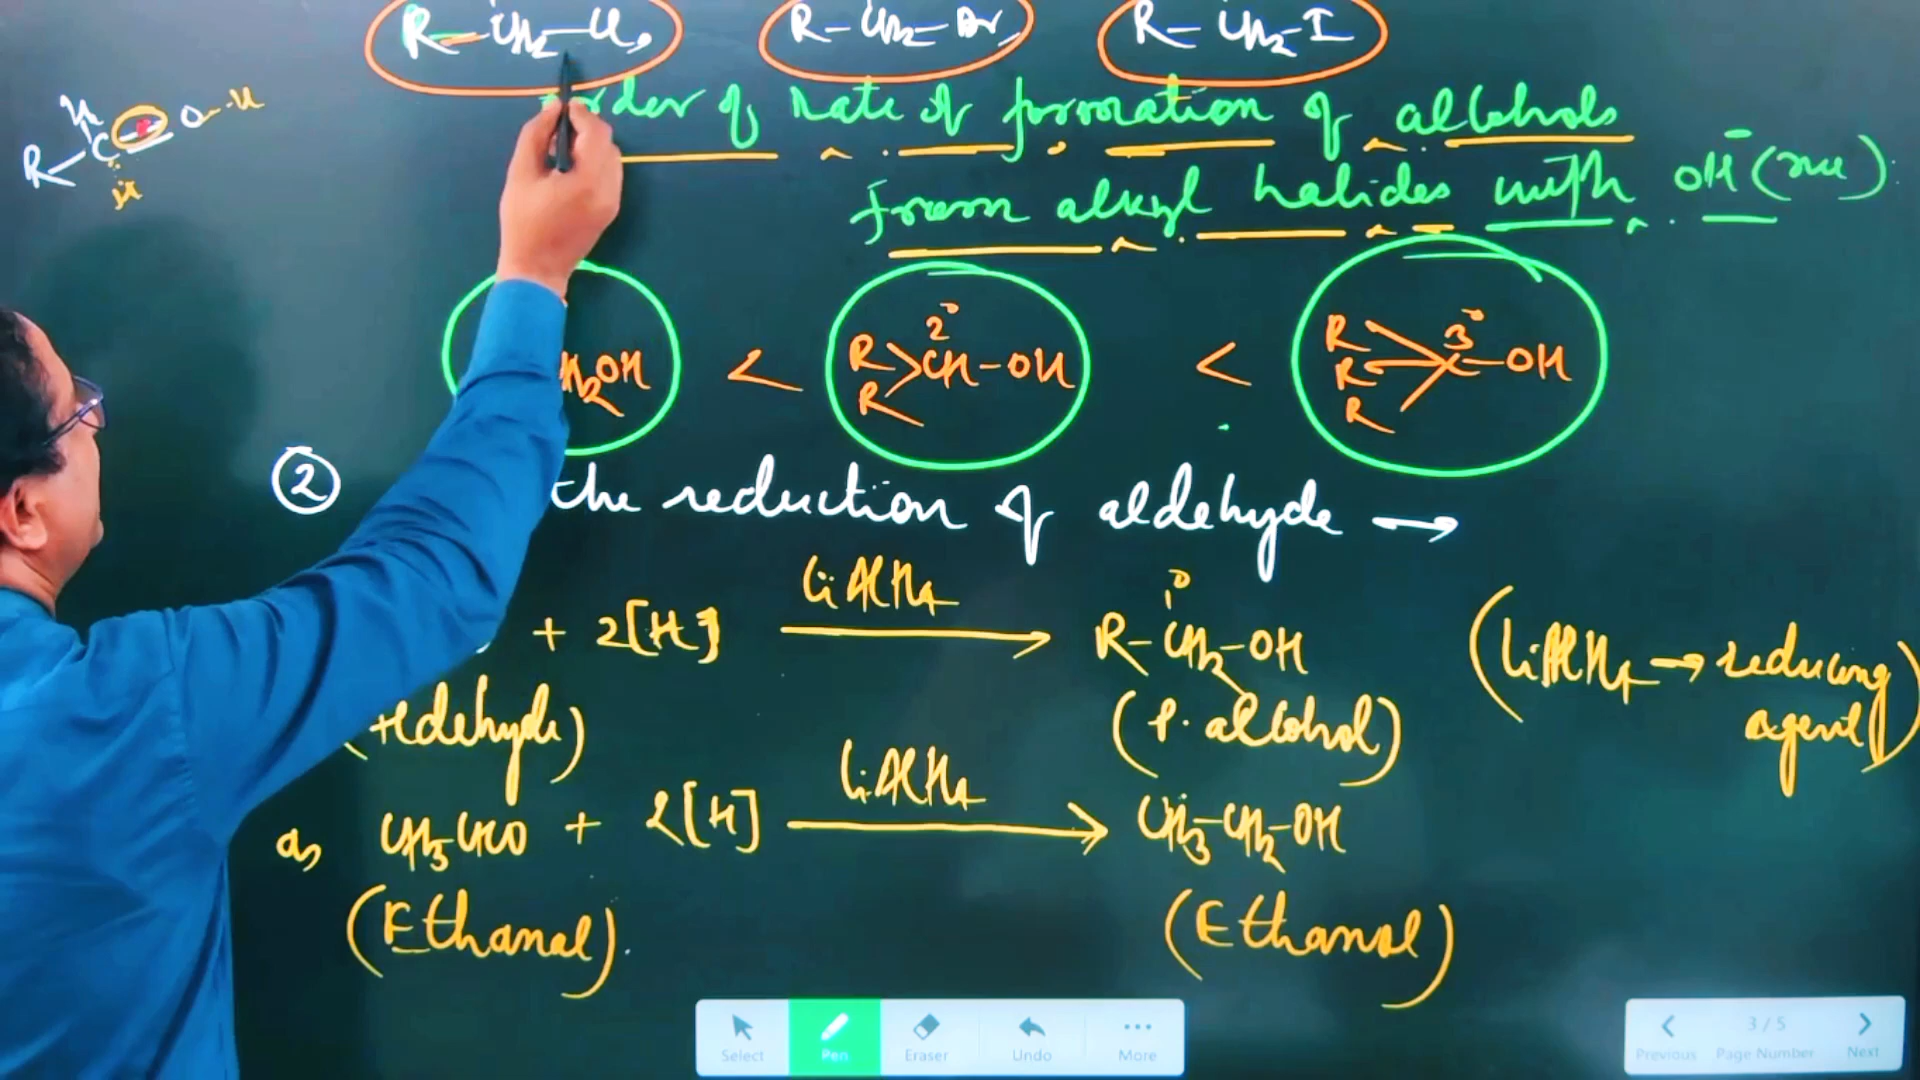 R-CH2-Cl, R-CH2-Br, R-CH2-I
order of rate of formation of alcohols
from alkyl halides with OH⁻ (nu).
H
R-C=O--H
H
H2OH < R R >2° CH-OH < R R R 3° C-OH
② the reduction of aldehyde →
+ 2[H] LiAlH4 → R-1° CH2-OH (LiAlH4 → reducing agent)
(Aldehyde) (P. alcohol)
a, CH3CHO + 2[H] LiAlH4 → CH3-CH2-OH
(Ethanal). (Ethanol)
Select Pen Eraser Undo More
3/5
Previous Page Number Next